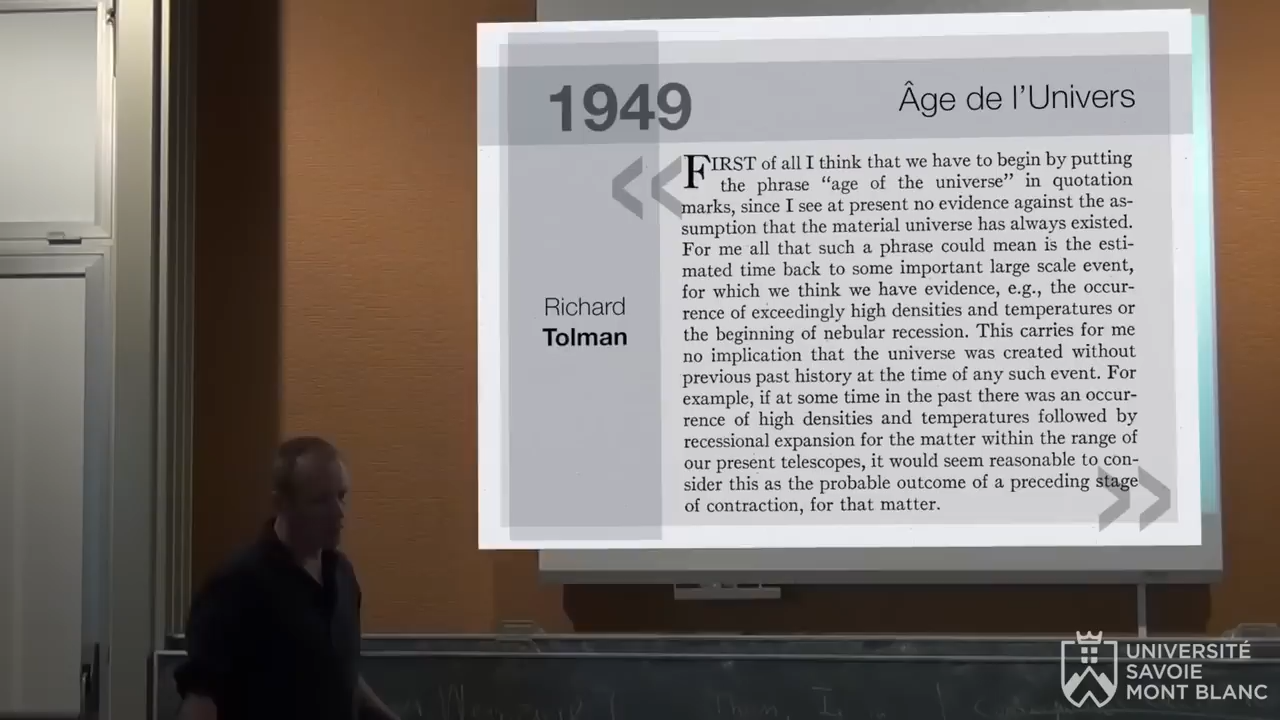 1949
Âge de l’Univers
«
FIRST of all I think that we have to begin by putting
the phrase “age of the universe” in quotation
marks, since I see at present no evidence against the as-
sumption that the material universe has always existed.
For me all that such a phrase could mean is the esti-
mated time back to some important large scale event,
for which we think we have evidence, e.g., the occur-
rence of exceedingly high densities and temperatures or
the beginning of nebular recession. This carries for me
no implication that the universe was created without
previous past history at the time of any such event. For
example, if at some time in the past there was an occur-
rence of high densities and temperatures followed by
recessional expansion for the matter within the range of
our present telescopes, it would seem reasonable to con-
sider this as the probable outcome of a preceding stage
of contraction, for that matter.
»
Richard
Tolman
UNIVERSITÉ
SAVOIE
MONT BLANC